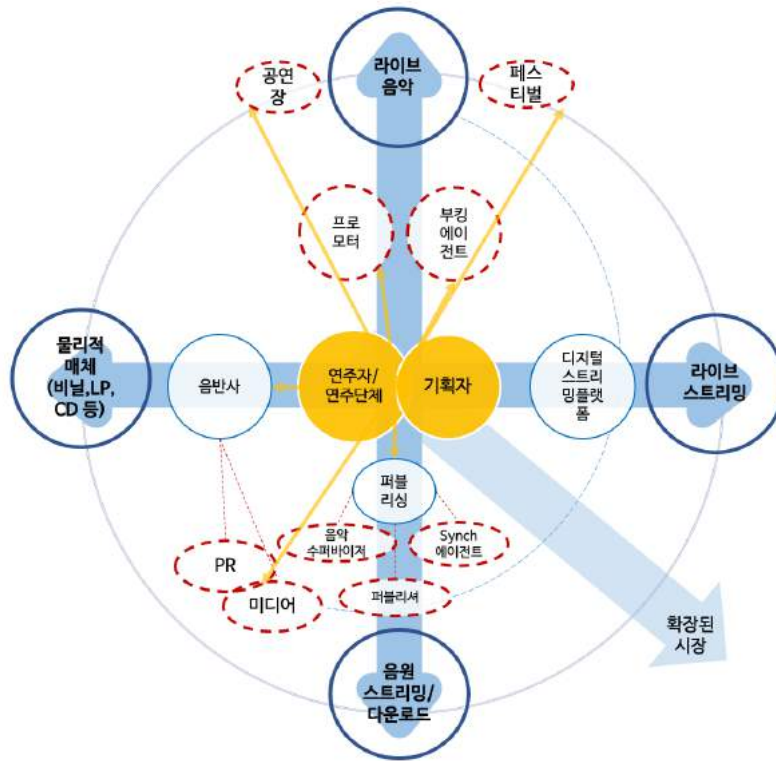 공연
장
라이브
음악
페스
티벌
프로
모터
부킹
에이
전트
물리적
매체
(비닐,LP,
CD 등)
음반사
연주자/
연주단체
기획자
디지털
스트리
밍플랫
폼
라이브
스트리밍
퍼블
리싱
음악
수퍼바이저
Synch
에이전트
PR
미디어
퍼블리셔
확장된
시장
음원
스트리밍/
다운로드